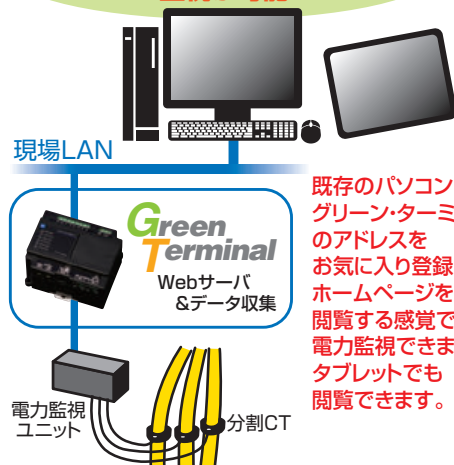 現場LAN
Green
Terminal
Webサーバ
&データ収集
電力監視
ユニット
分割CT
既存のパソコン
グリーン・ターミ
のアドレスを
お気に入り登録
ホームページを
閲覧する感覚で
電力監視できま
タブレットでも
閲覧できます。